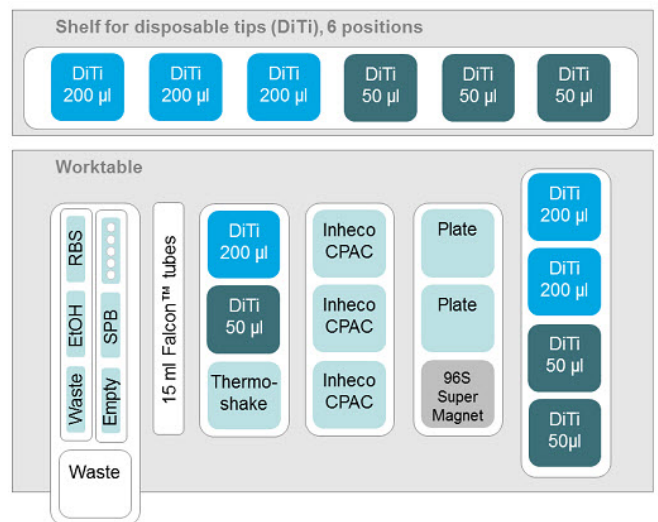 Shelf for disposable tips (DiTi), 6 positions
DiTi
200 µl
DiTi
200 µl
DiTi
200 µl
DiTi
50 µl
DiTi
50 µl
DiTi
50 µl
Worktable
RBS
EtOH
Waste
SPB
Empty
Waste
15 ml Falcon™ tubes
DiTi
200 µl
DiTi
50 µl
Thermo-
shake
Inheco
CPAC
Inheco
CPAC
Inheco
CPAC
Plate
Plate
96S
Super
Magnet
DiTi
200 µl
DiTi
200 µl
DiTi
50 µl
DiTi
50µl